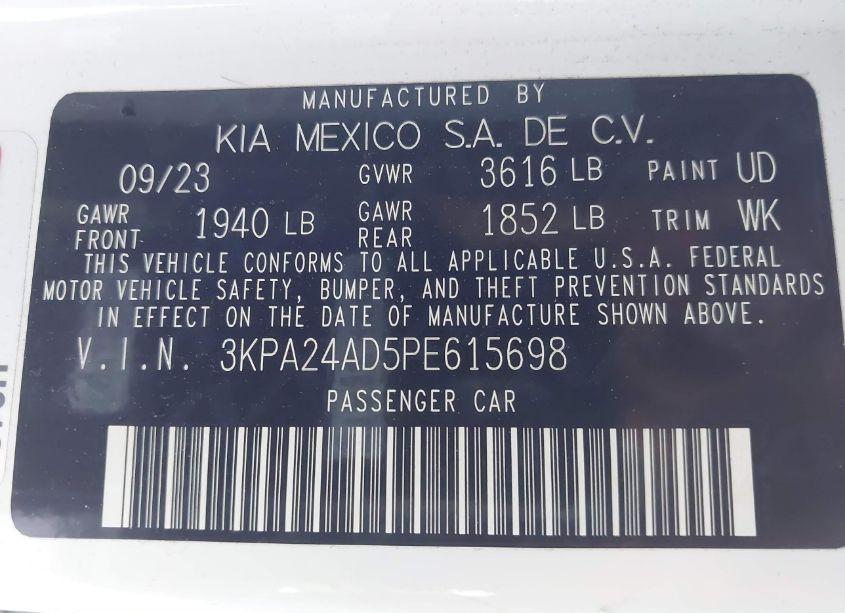 MANUFACTURED BY
KIA MEXICO S.A. DE C.V.
09/23 GVWR 3616 LB PAINT UD
GAWR FRONT 1940 LB GAWR REAR 1852 LB TRIM WK
THIS VEHICLE CONFORMS TO ALL APPLICABLE U.S.A. FEDERAL
MOTOR VEHICLE SAFETY, BUMPER, AND THEFT PREVENTION STANDARDS
IN EFFECT ON THE DATE OF MANUFACTURE SHOWN ABOVE.
V.I.N. 3KPA24AD5PE615698
PASSENGER CAR